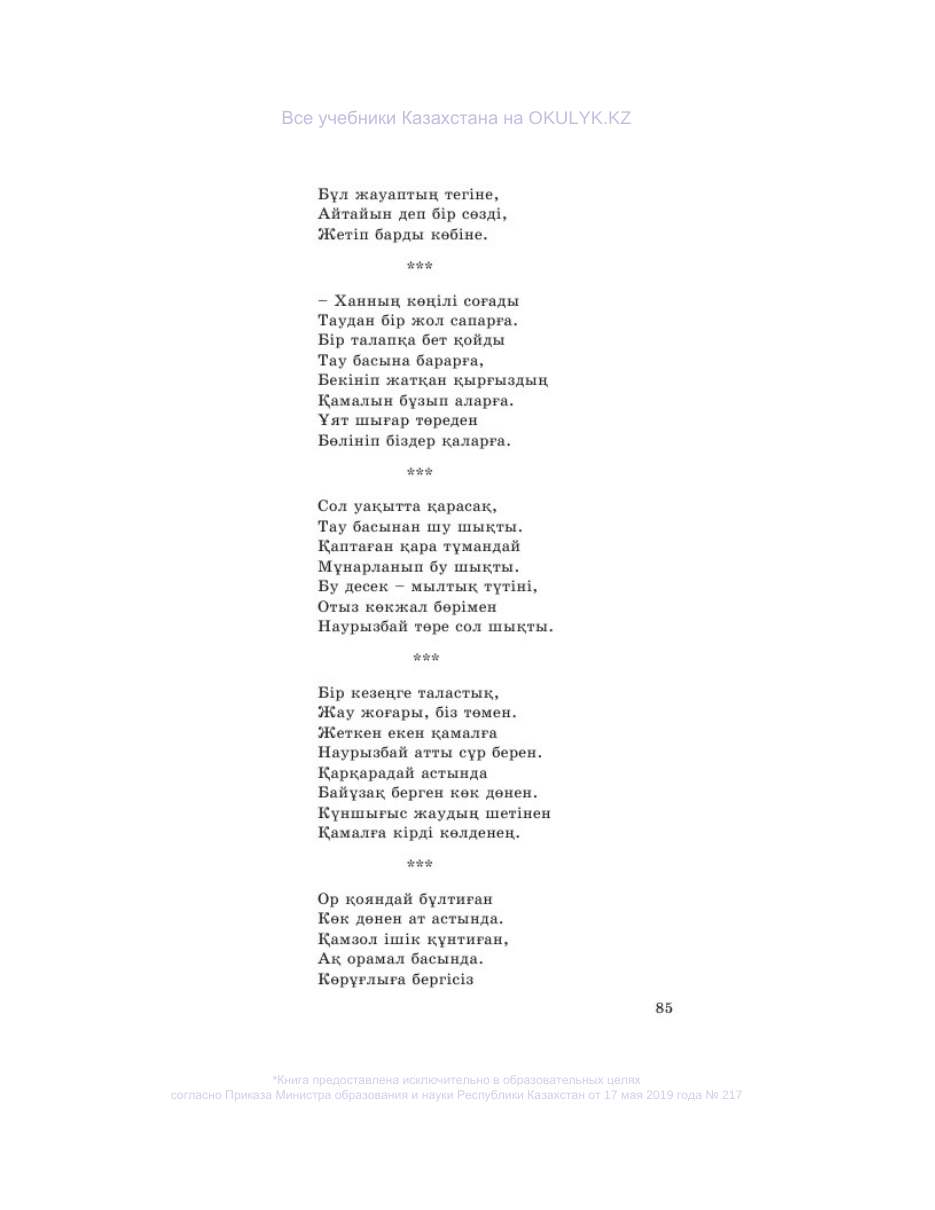 Все учебники Казахстана на OKULYK.KZ
Бұл жауаптың тегіне,
Айтайын деп бір сөзді,
Жетіп барды көбіне.
***
– Ханның көңілі соғады
Таудан бір жол сапарға.
Бір талапқа бет қойды
Тау басына барарға,
Бекініп жатқан қырғыздың
Қамалын бұзып аларға.
Ұят шығар төреден
Бөлініп біздер қаларға.
***
Сол уақытта қарасақ,
Тау басынан шу шықты.
Қаптаған қара тұмандай
Мұнарланып бу шықты.
Бу десек – мылтық түтіні,
Отыз көкжал бөрімен
Наурызбай төре сол шықты.
***
Бір кезеңге таластық,
Жау жоғары, біз төмен.
Жеткен екен қамалға
Наурызбай атты сұр берен.
Қарқарадай астында
Байұзақ берген көк дөнен.
Күншығыс жаудың шетінен
Қамалға кірді көлденең.
***
Ор қояндай бұлтиған
Көк дөнен ат астында.
Қамзол ішік құнтиған,
Ақ орамал басында.
Көрұғлыға бергісіз
85
*Книга предоставлена исключительно в образовательных целях
согласно Приказа Министра образования и науки Республики Казахстан от 17 мая 2019 года № 217